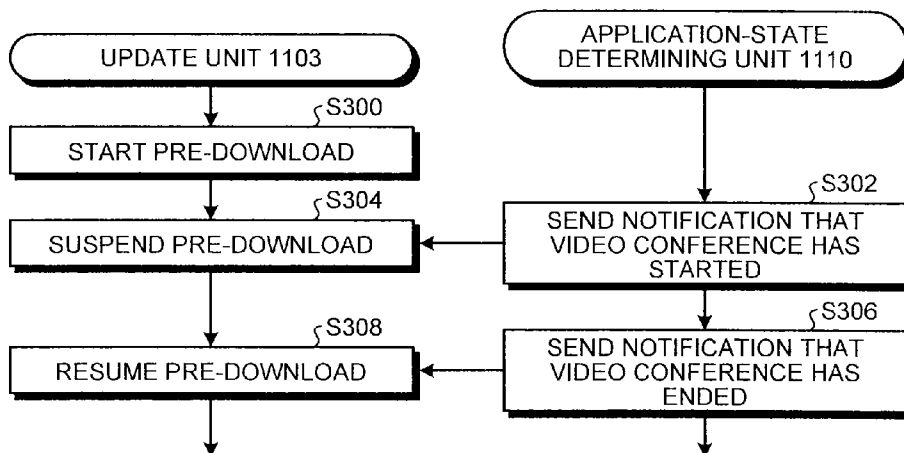 UPDATE UNIT 1103
APPLICATION-STATE
DETERMINING UNIT 1110
S300
START PRE-DOWNLOAD
S302
SEND NOTIFICATION THAT
VIDEO CONFERENCE HAS
STARTED
S304
SUSPEND PRE-DOWNLOAD
S306
SEND NOTIFICATION THAT
VIDEO CONFERENCE HAS
ENDED
S308
RESUME PRE-DOWNLOAD